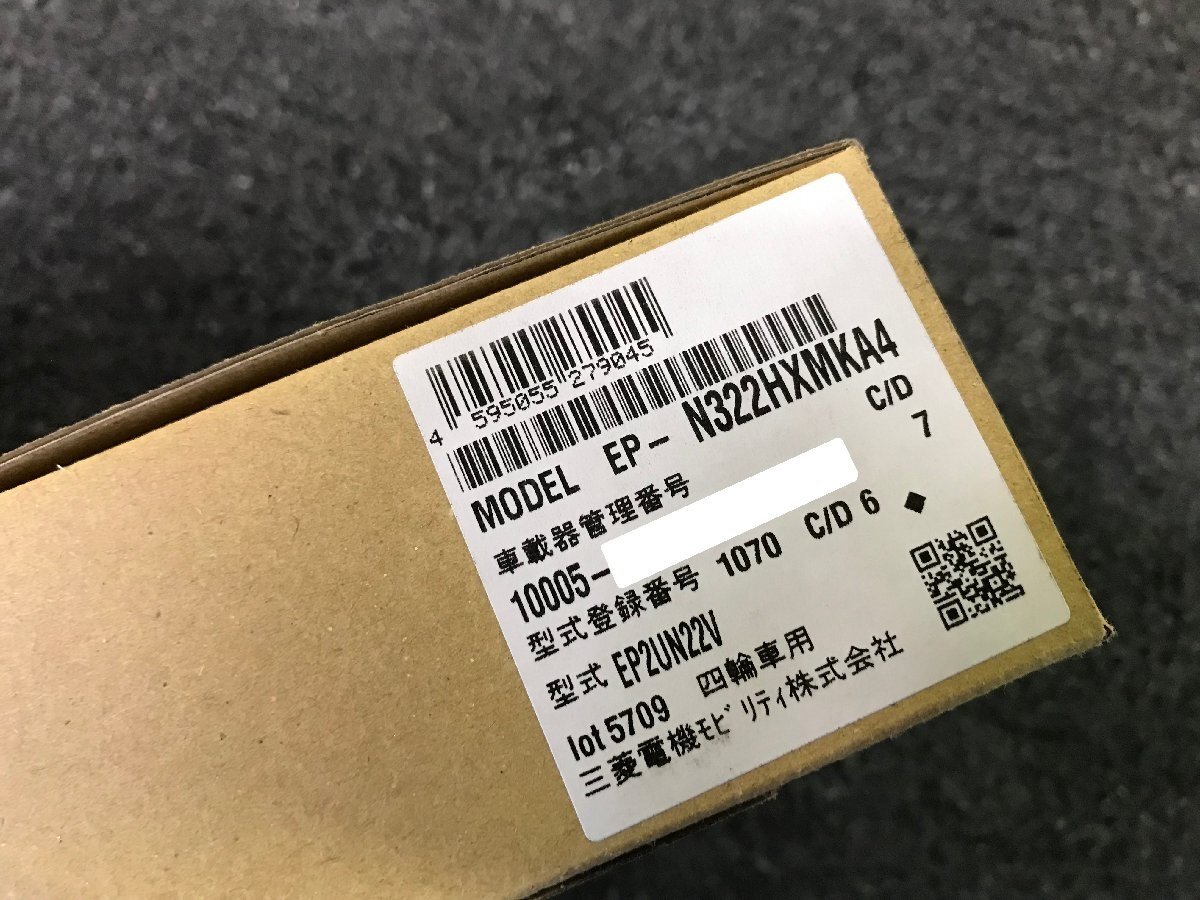 4 595055 279045
MODEL EP- N322HXMKA4
車載器管理番号 C/D
10005- 7
型式登録番号 1070 C/D 6 ◆
型式 EP2UN22V
lot 5709 四輪車用
三菱電機モビリティ株式会社